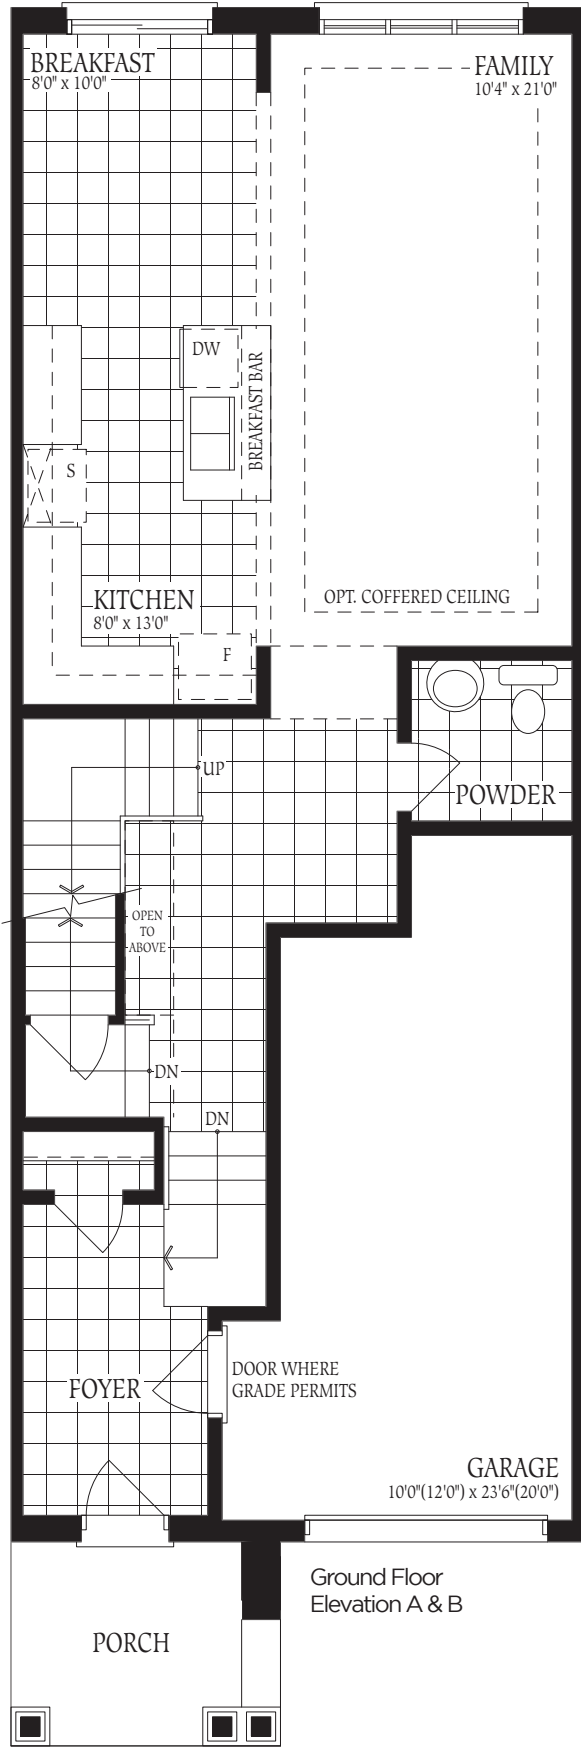 BREAKFAST
8'0" x 10'0"
FAMILY
10'4" x 21'0"
DW
BREAKFAST BAR
S
OPT. COFFERED CEILING
KITCHEN
8'0" x 13'0"
F
UP
POWDER
OPEN
TO
ABOVE
DN
DN
FOYER
DOOR WHERE
GRADE PERMITS
GARAGE
10'0"(12'0") x 23'6"(20'0")
Ground Floor
Elevation A & B
PORCH